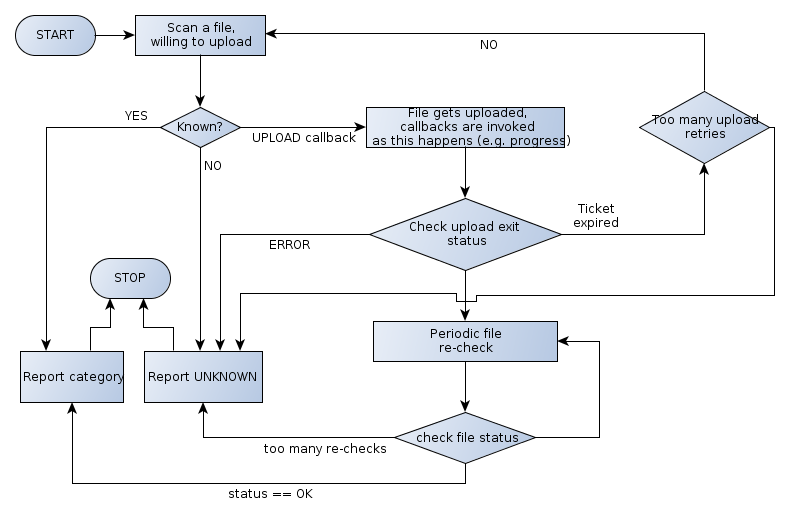 START
Scan a file,
willing to upload
NO
YES
Known?
UPLOAD callback
File gets uploaded,
callbacks are invoked
as this happens (e.g. progress)
Too many upload
retries
NO
Check upload exit
status
Ticket
expired
ERROR
STOP
Periodic file
re-check
Report category
Report UNKNOWN
check file status
too many re-checks
status == OK